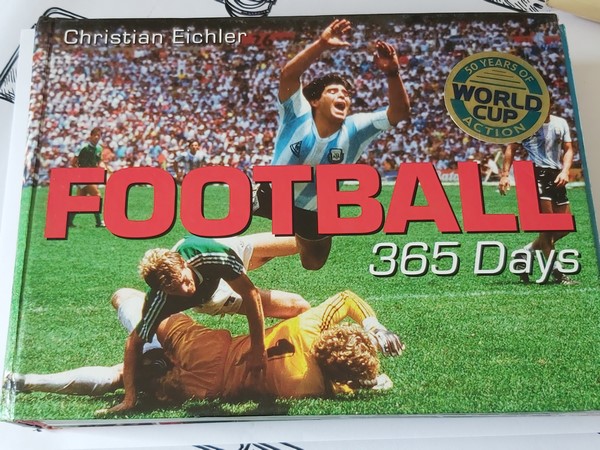 Christian Eichler
50 YEARS OF
WORLD
CUP
ACTION
FOOTBALL
365 Days